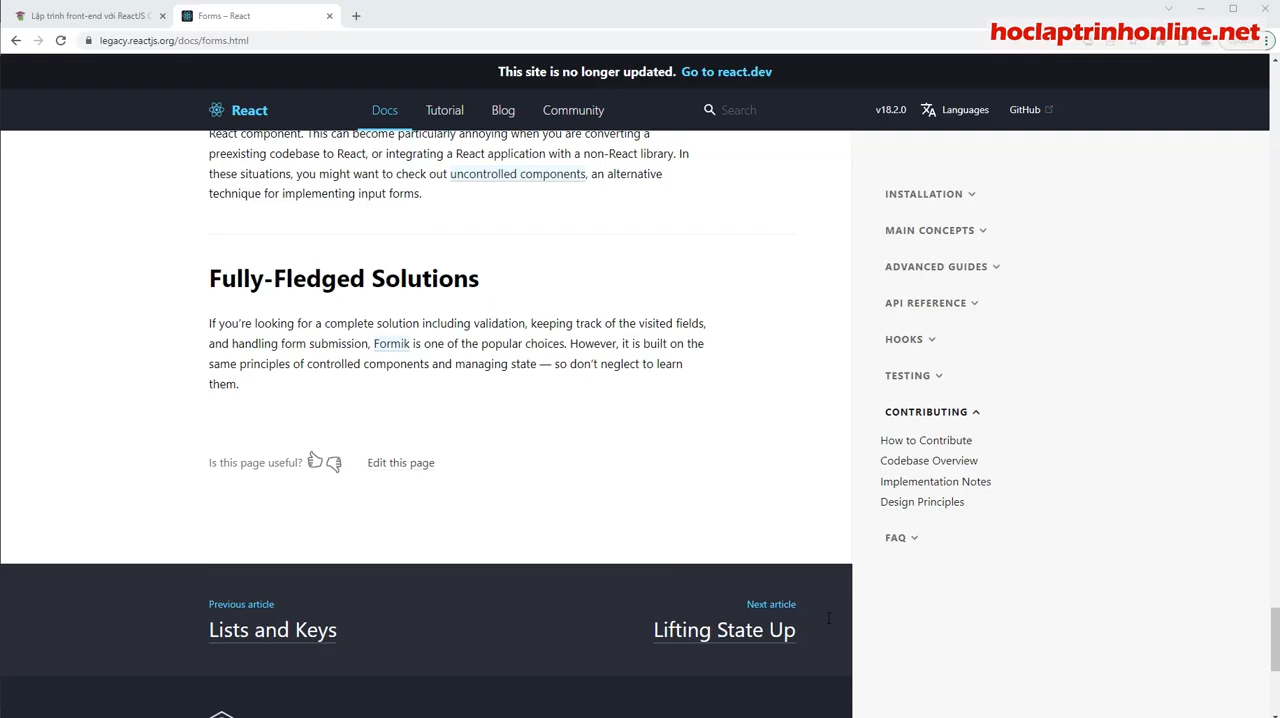 Lập trình front-end với ReactJS
Forms – React
legacy.reactjs.org/docs/forms.html
hoclaptrinhonline.net
This site is no longer updated. Go to react.dev
React
Docs
Tutorial
Blog
Community
Search
v18.2.0
Languages
GitHub
React component. This can become particularly annoying when you are converting a
preexisting codebase to React, or integrating a React application with a non-React library. In
these situations, you might want to check out uncontrolled components, an alternative
technique for implementing input forms.
Fully-Fledged Solutions
If you’re looking for a complete solution including validation, keeping track of the visited fields,
and handling form submission, Formik is one of the popular choices. However, it is built on the
same principles of controlled components and managing state — so don’t neglect to learn
them.
Is this page useful?
Edit this page
Previous article
Lists and Keys
Next article
Lifting State Up
INSTALLATION
MAIN CONCEPTS
ADVANCED GUIDES
API REFERENCE
HOOKS
TESTING
CONTRIBUTING
How to Contribute
Codebase Overview
Implementation Notes
Design Principles
FAQ